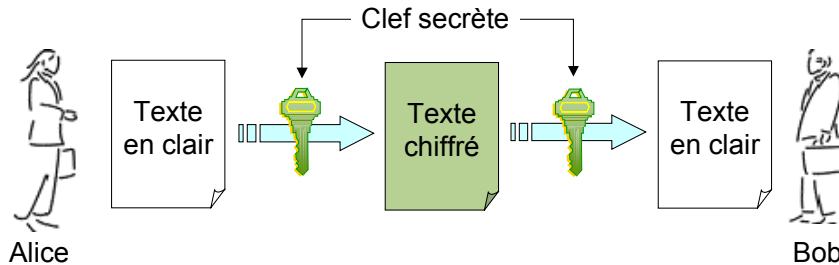 Clef secrète
Texte
en clair
Texte
chiffré
Texte
en clair
Alice
Bob